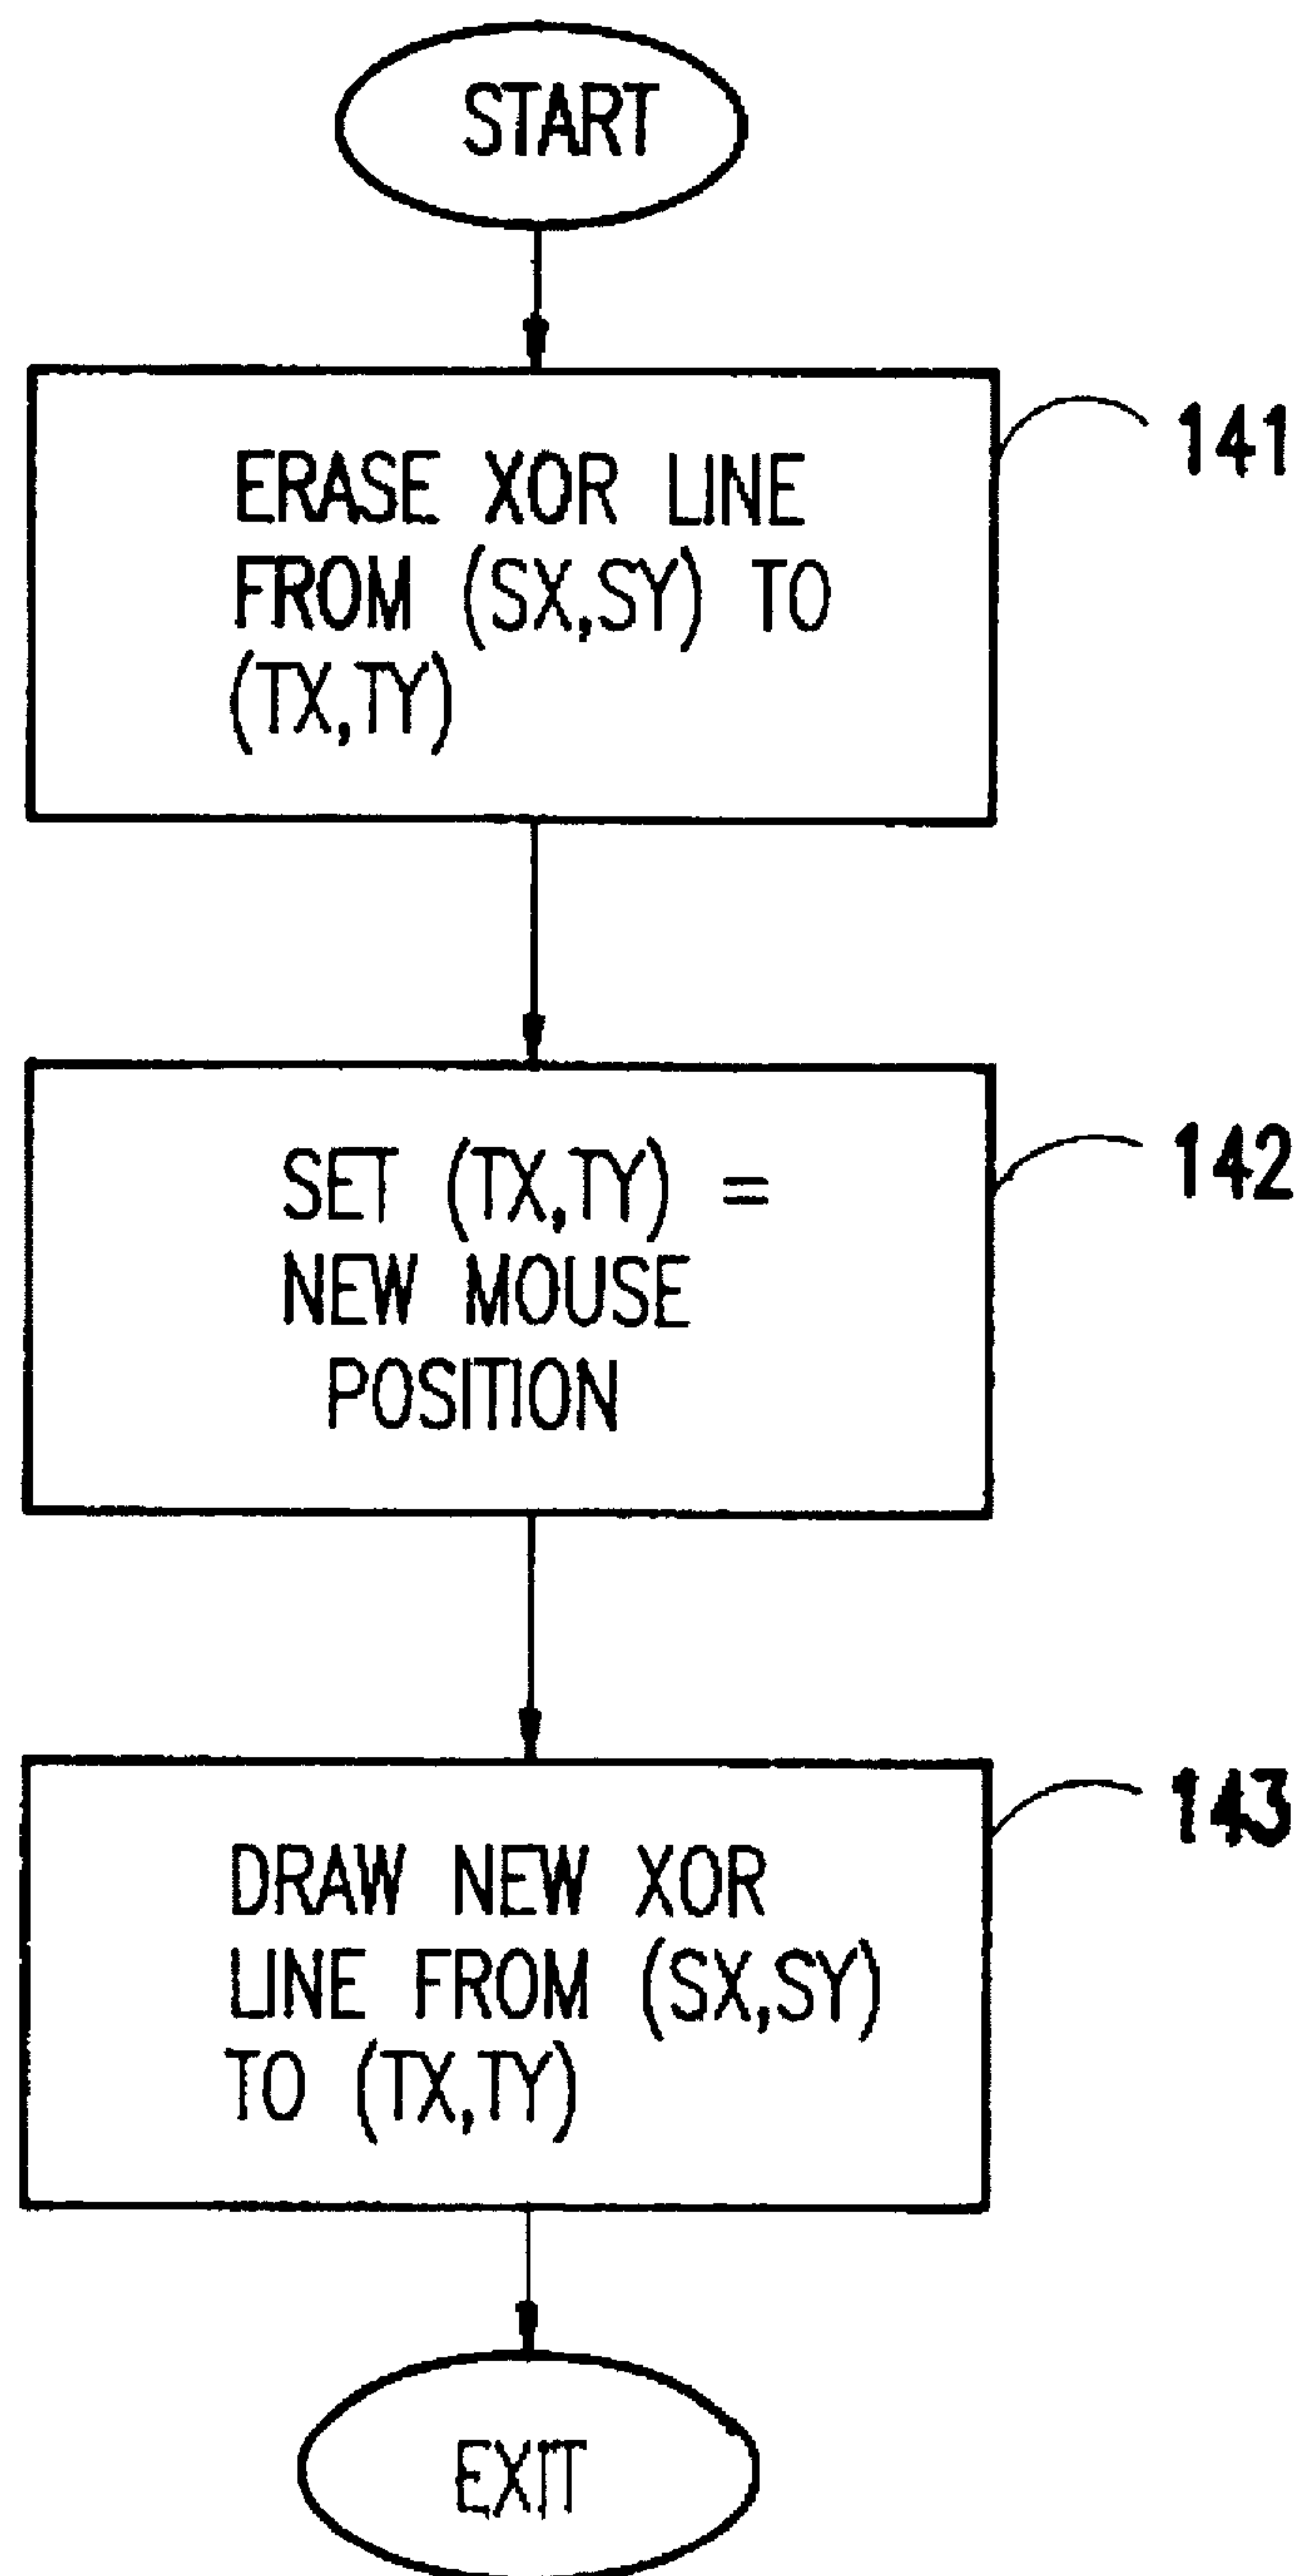 START
ERASE XOR LINE
FROM (SX,SY) TO
(TX,TY)
141
SET (TX,TY) =
NEW MOUSE
POSITION
142
DRAW NEW XOR
LINE FROM (SX,SY)
TO (TX,TY)
143
EXIT